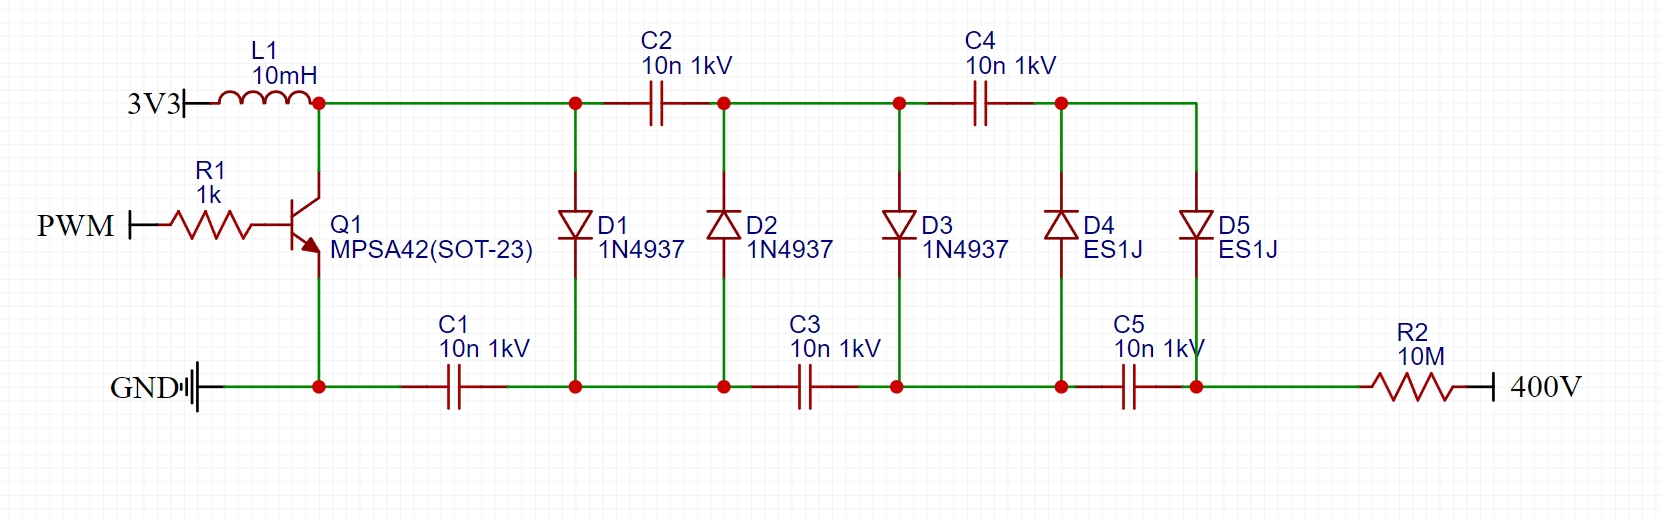 C2
10n 1kV
C4
10n 1kV
L1
10mH
3V3
R1
1k
PWM
Q1
MPSA42(SOT-23)
D1
1N4937
D2
1N4937
D3
1N4937
D4
ES1J
D5
ES1J
C1
10n 1kV
C3
10n 1kV
C5
10n 1kV
R2
10M
GND
400V